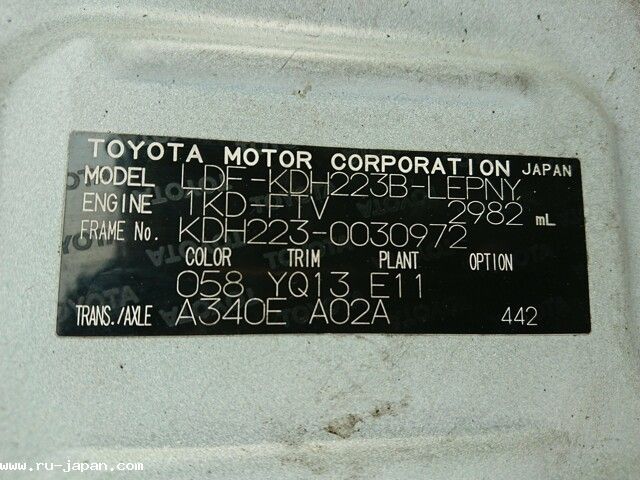 TOYOTA MOTOR CORPORATION JAPAN
MODEL LDF-KDH223B-LEPNY
ENGINE 1KD-FTV 2982 mL
FRAME No. KDH223-0030972
COLOR TRIM PLANT OPTION
058 YQ13 E11
TRANS./AXLE A340E A02A 442
www.ru-japan.com